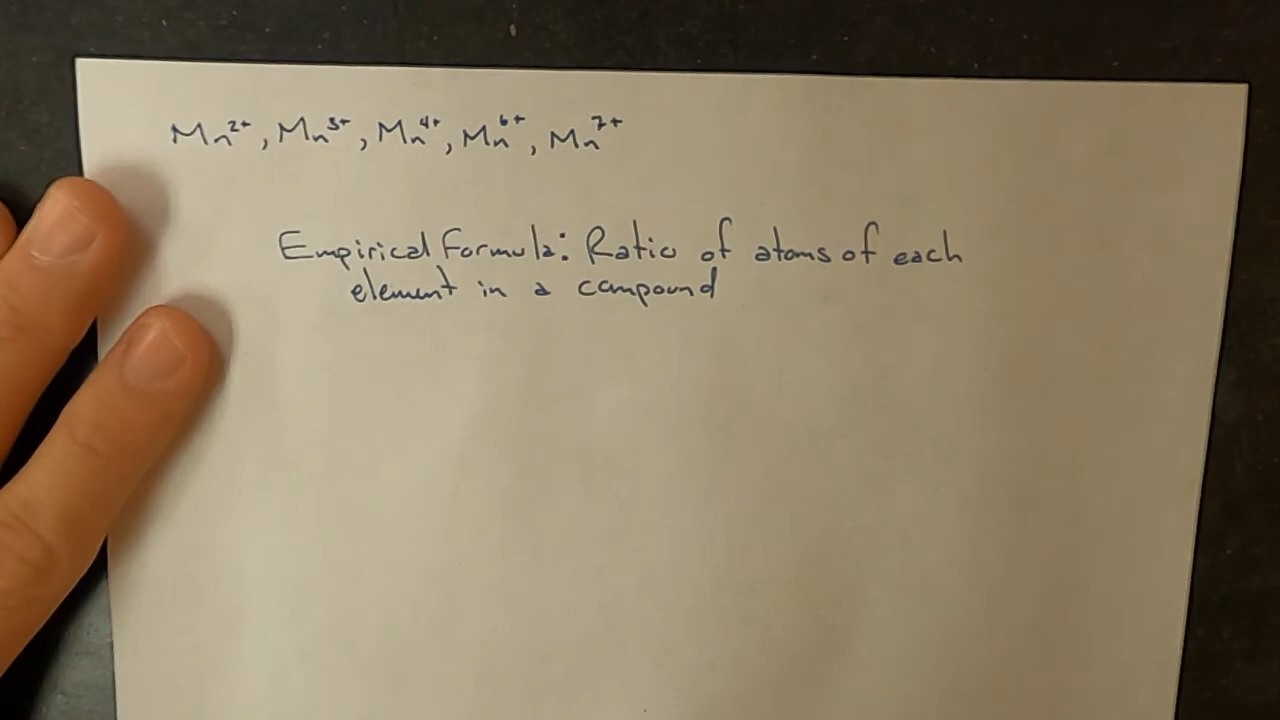 Mn²⁺, Mn³⁺, Mn⁴⁺, Mn⁶⁺, Mn⁷⁺
Empirical Formula: Ratio of atoms of each
element in a compound